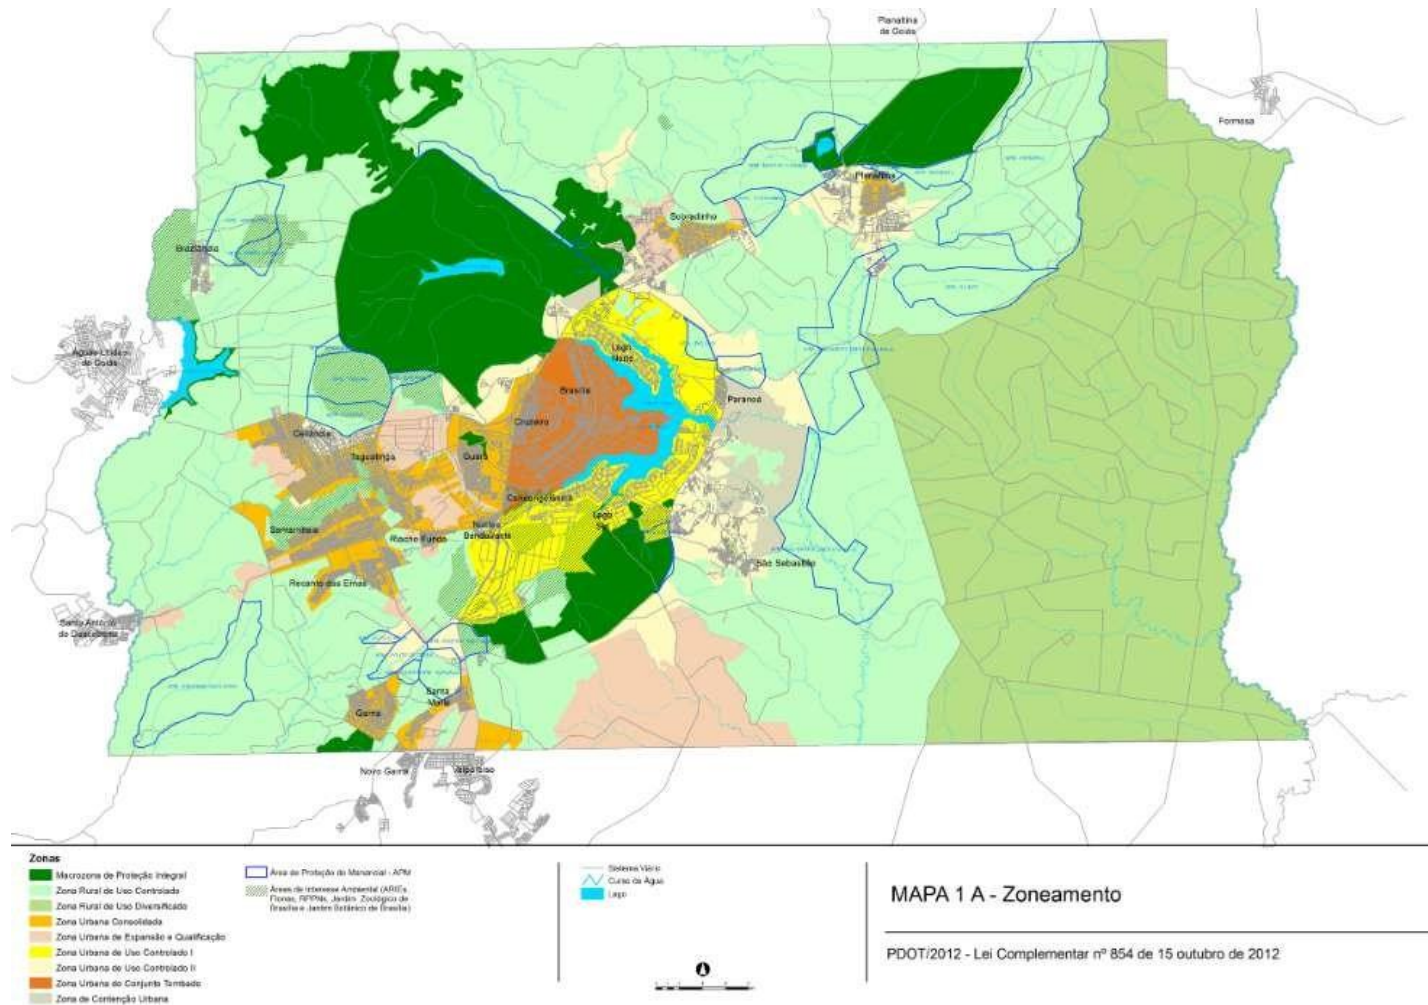 Planaltina
de Goiás
Formosa
Planaltina
Sobradinho
Brazlândia
Águas Lindas
de Goiás
Lago
Norte
Brasília
Paranoá
Cruzeiro
Ceilândia
Taguatinga
Guará
Candangolândia
Lago
Sul
Núcleo
Bandeirante
Samambaia
Riacho Fundo
São Sebastião
Recanto das Emas
Santo Antônio
do Descoberto
Santa
Maria
Gama
Novo Gama
Valparaíso
Zonas
Macrozona de Proteção Integral
Zona Rural de Uso Controlado
Zona Rural de Uso Diversificado
Zona Urbana Consolidada
Zona Urbana de Expansão e Qualificação
Zona Urbana de Uso Controlado I
Zona Urbana de Uso Controlado II
Zona Urbana do Conjunto Tombado
Zona de Contenção Urbana
Área de Proteção do Manancial - APM
Áreas de Interesse Ambiental (ARIEs,
Flonas, RPPNs, Jardim Zoológico de
Brasília e Jardim Botânico de Brasília)
Sistema Viário
Curso de Água
Lago
MAPA 1 A - Zoneamento
PDOT/2012 - Lei Complementar nº 854 de 15 outubro de 2012